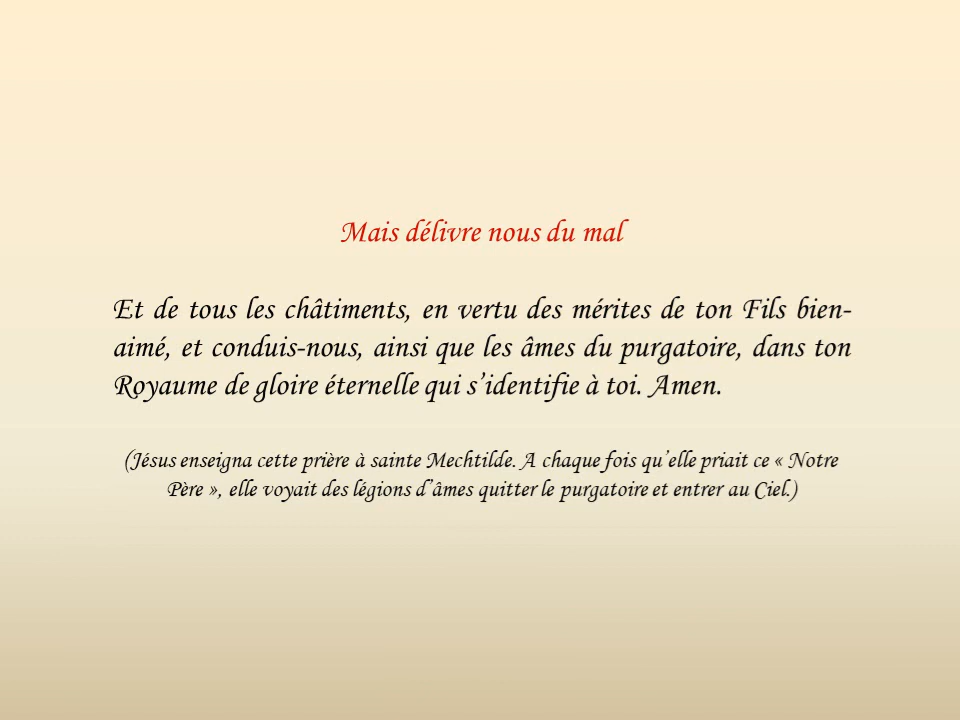 Mais délivre nous du mal
Et de tous les châtiments, en vertu des mérites de ton Fils bien-
aimé, et conduis-nous, ainsi que les âmes du purgatoire, dans ton
Royaume de gloire éternelle qui s’identifie à toi. Amen.
(Jésus enseigna cette prière à sainte Mechtilde. A chaque fois qu’elle priait ce « Notre
Père », elle voyait des légions d’âmes quitter le purgatoire et entrer au Ciel.)